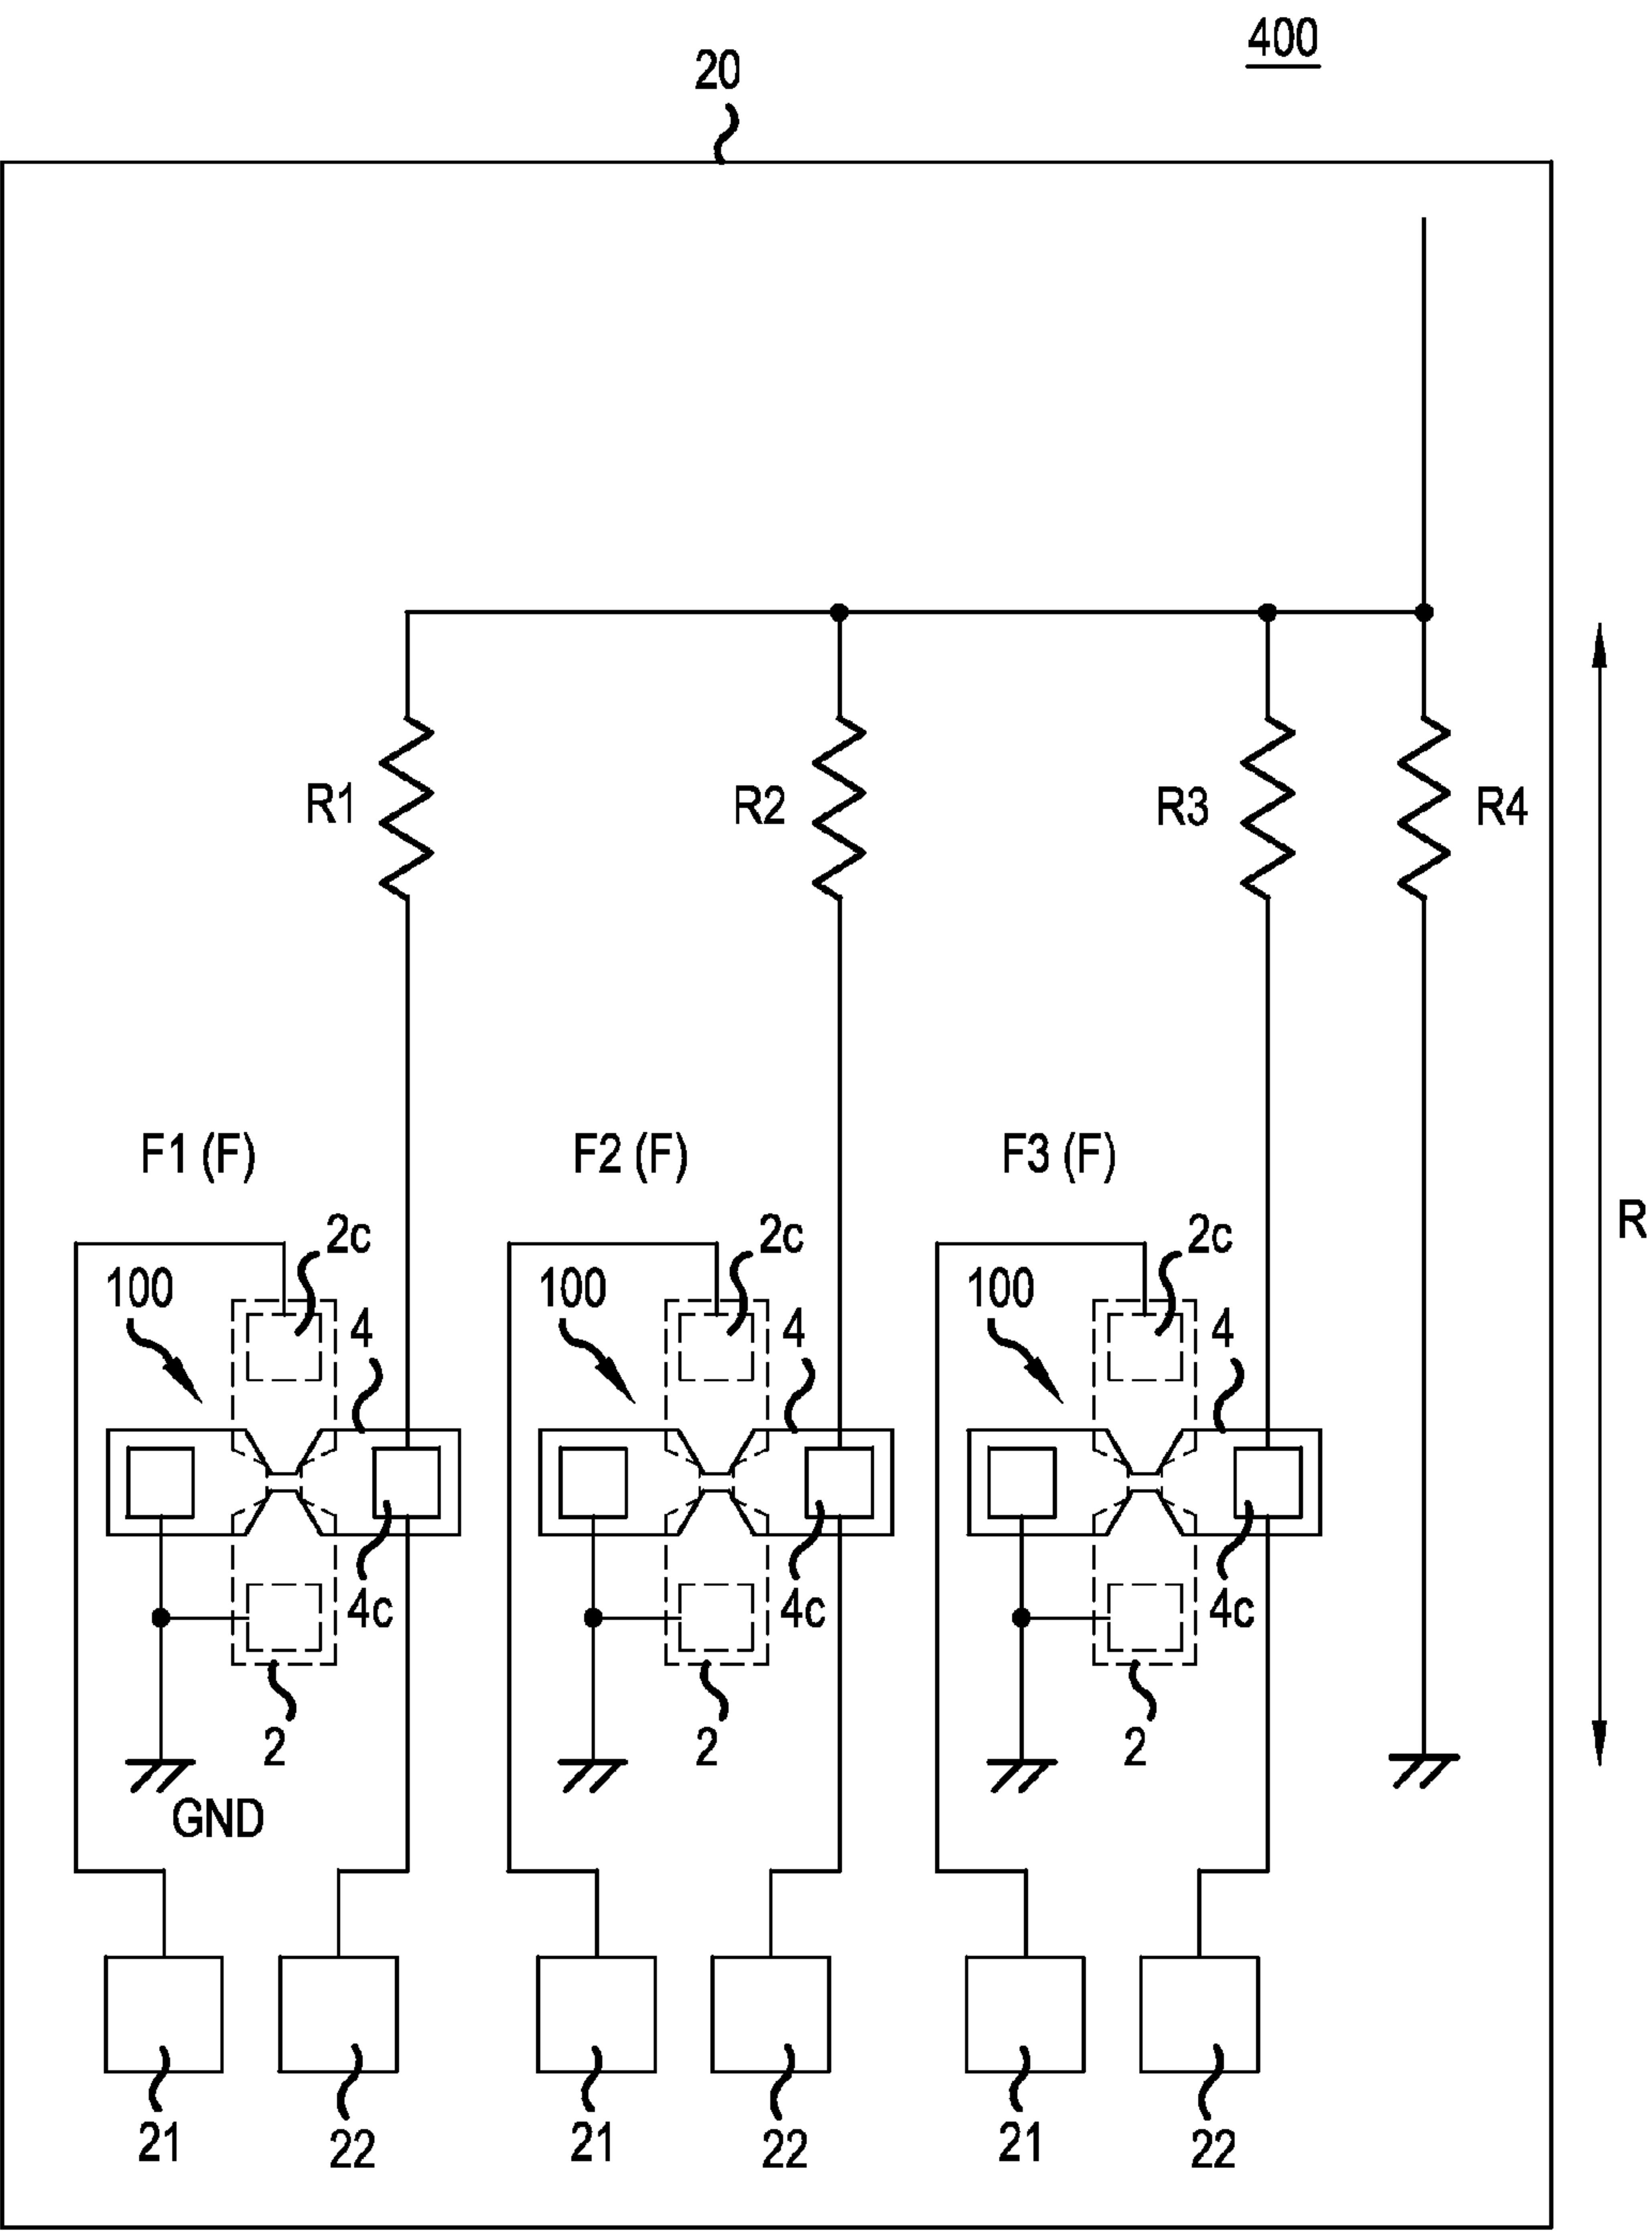 400
20
R1 R2 R3 R4
F1 (F) F2 (F) F3 (F)
R
2c 2c 2c
100 100 100
4 4 4
4c 4c 4c
2 2 2
GND
21 22 21 22 21 22